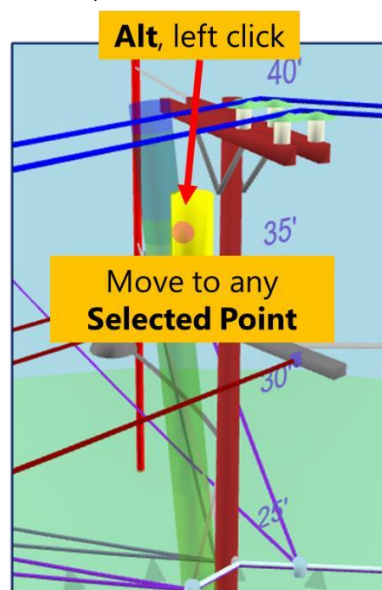 Alt, left click
40'
35'
Move to any
Selected Point
30'
25'